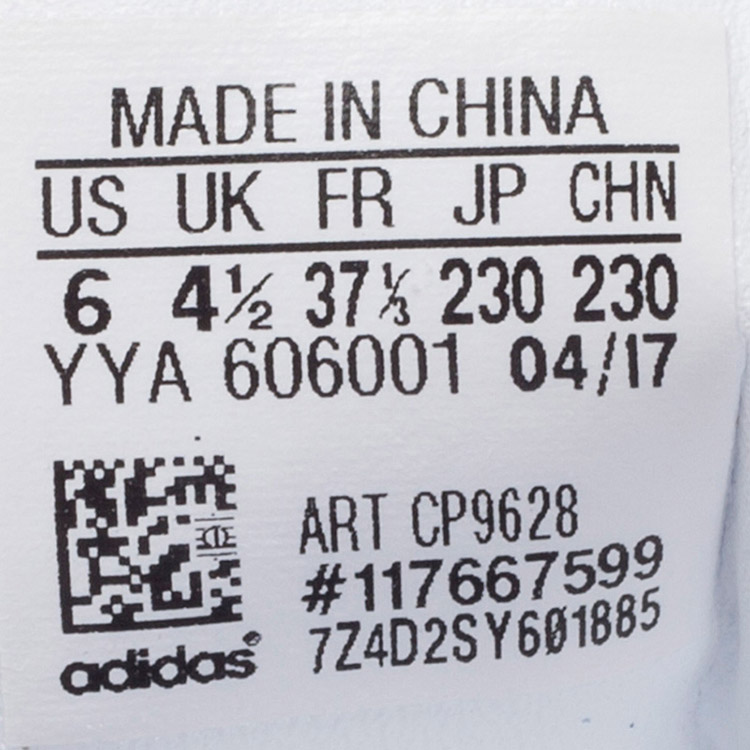 MADE IN CHINA
US UK FR JP CHN
6 4½ 37⅓ 230 230
YYA 606001 04/17
ART CP9628
#117667599
7Z4D2SY601885
adidas®